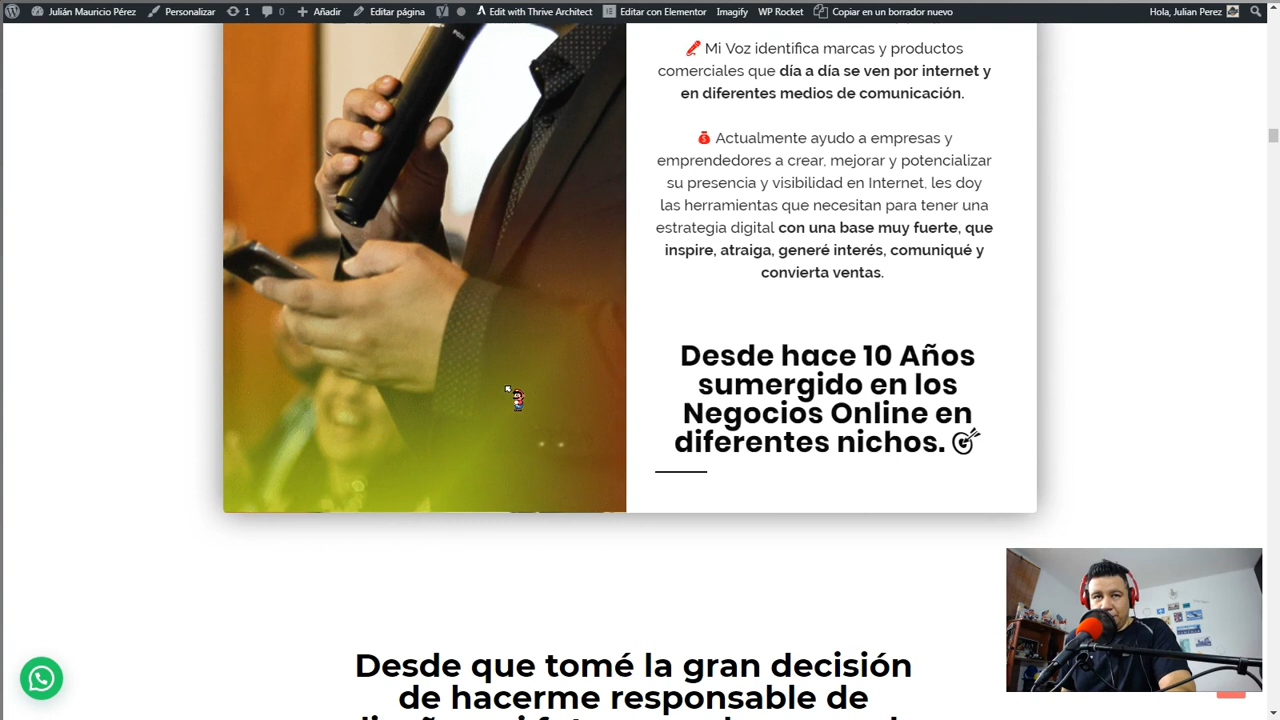 Julián Mauricio Pérez Personalizar 1 0 Añadir Editar página Edit with Thrive Architect Editar con Elementor Imagify WP Rocket Copiar en un borrador nuevo Hola, Julian Perez
Mi Voz identifica marcas y productos
comerciales que día a día se ven por internet y
en diferentes medios de comunicación.
Actualmente ayudo a empresas y
emprendedores a crear, mejorar y potencializar
su presencia y visibilidad en Internet, les doy
las herramientas que necesitan para tener una
estrategia digital con una base muy fuerte, que
inspire, atraiga, generé interés, comuniqué y
convierta ventas.
Desde hace 10 Años
sumergido en los
Negocios Online en
diferentes nichos.
Desde que tomé la gran decisión
de hacerme responsable de